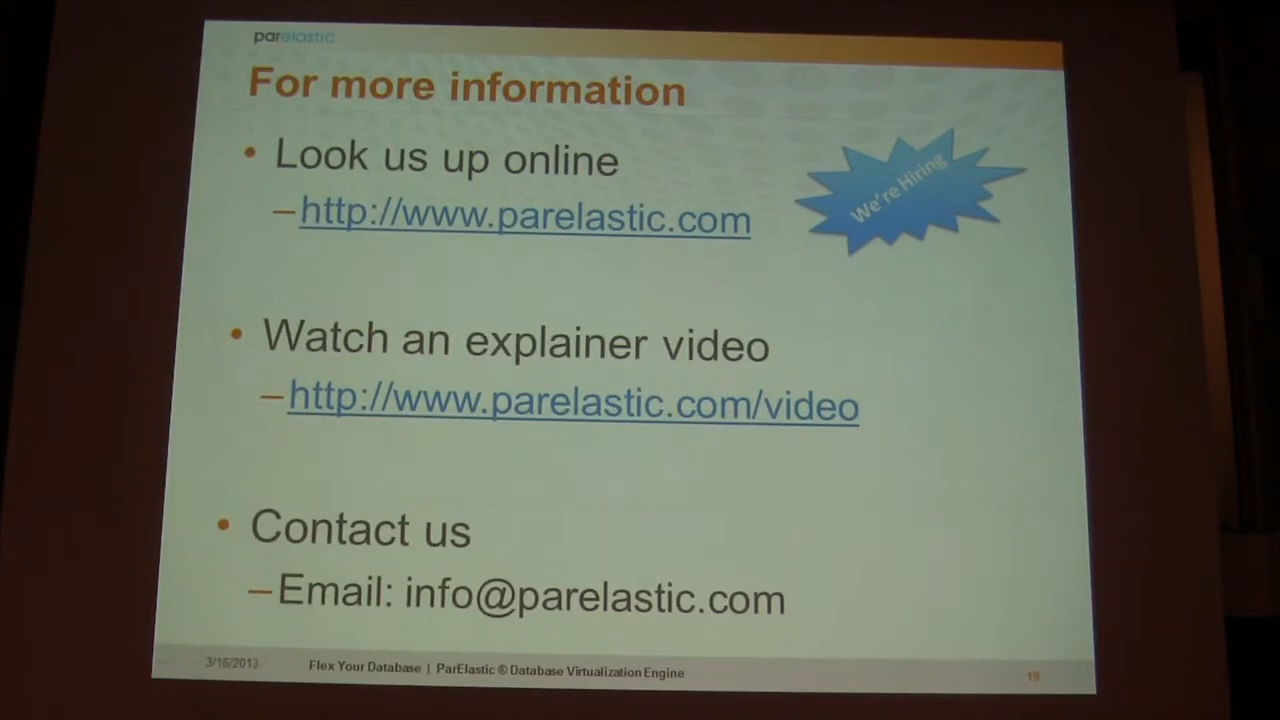 parelastic
For more information
• Look us up online
–http://www.parelastic.com
We're Hiring
• Watch an explainer video
–http://www.parelastic.com/video
• Contact us
–Email: info@parelastic.com
3/16/2013 Flex Your Database | ParElastic ® Database Virtualization Engine 19